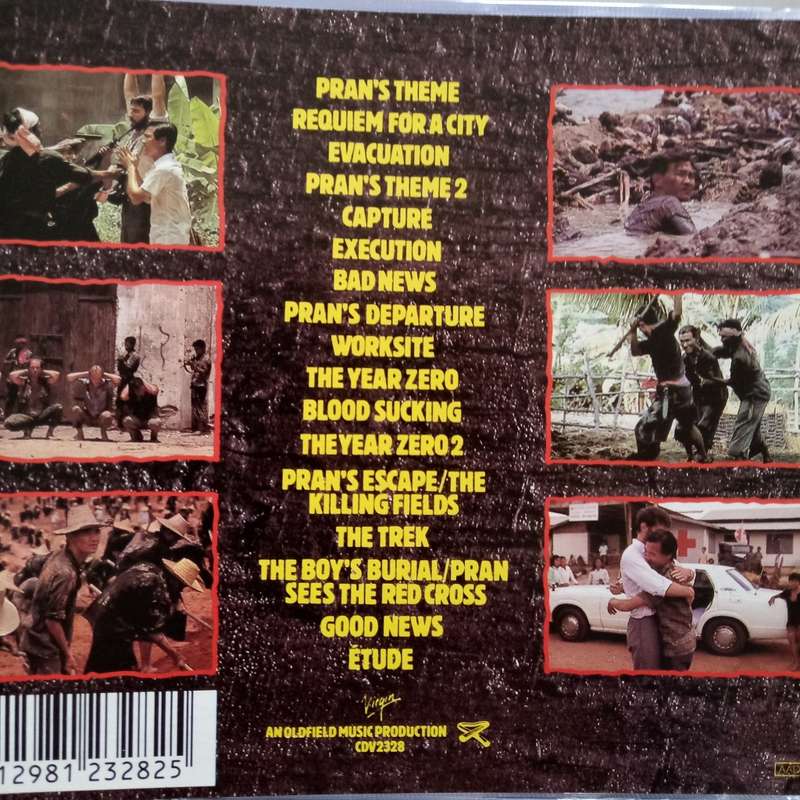 PRAN'S THEME
REQUIEM FOR A CITY
EVACUATION
PRAN'S THEME 2
CAPTURE
EXECUTION
BAD NEWS
PRAN'S DEPARTURE
WORKSITE
THE YEAR ZERO
BLOOD SUCKING
THE YEAR ZERO 2
PRAN'S ESCAPE/THE
KILLING FIELDS
THE TREK
THE BOY'S BURIAL/PRAN
SEES THE RED CROSS
GOOD NEWS
ÉTUDE
Virgin
AN OLDFIELD MUSIC PRODUCTION
CDV2328
12981 232825
AAD